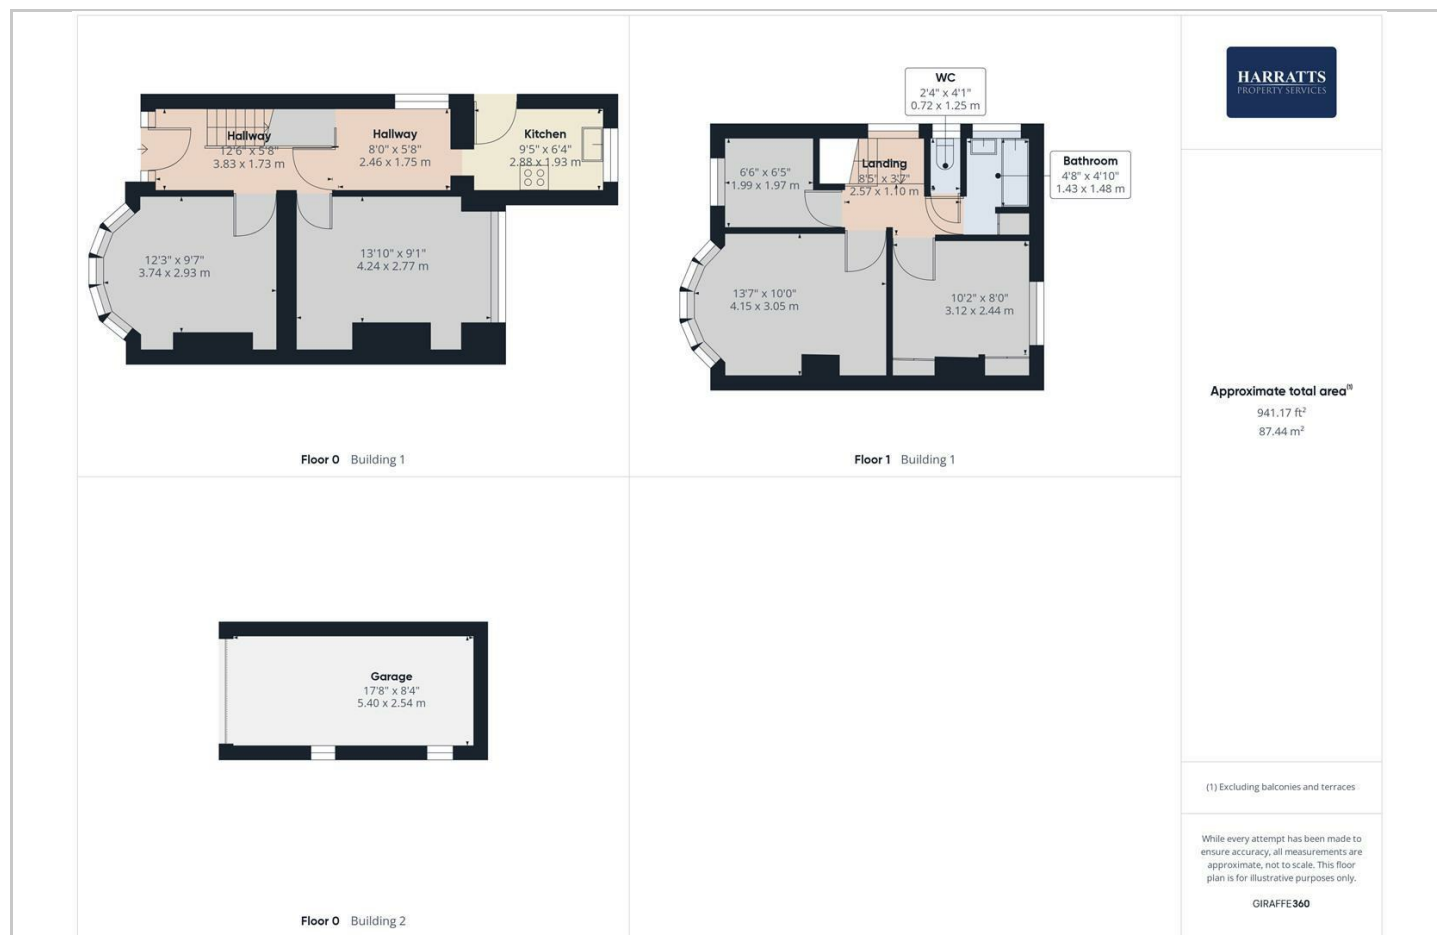 Hallway
12'6" x 5'8"
3.83 x 1.73 m
Hallway
8'0" x 5'8"
2.46 x 1.75 m
Kitchen
9'5" x 6'4"
2.88 x 1.93 m
12'3" x 9'7"
3.74 x 2.93 m
13'10" x 9'1"
4.24 x 2.77 m
Floor 0 Building 1
WC
2'4" x 4'1"
0.72 x 1.25 m
6'6" x 6'5"
1.99 x 1.97 m
Landing
8'5" x 3'7"
2.57 x 1.10 m
Bathroom
4'8" x 4'10"
1.43 x 1.48 m
13'7" x 10'0"
4.15 x 3.05 m
10'2" x 8'0"
3.12 x 2.44 m
Floor 1 Building 1
Garage
17'8" x 8'4"
5.40 x 2.54 m
Floor 0 Building 2
HARRATTS
PROPERTY SERVICES
Approximate total area(1)
941.17 ft²
87.44 m²
(1) Excluding balconies and terraces
While every attempt has been made to
ensure accuracy, all measurements are
approximate, not to scale. This floor
plan is for illustrative purposes only.
GIRAFFE360